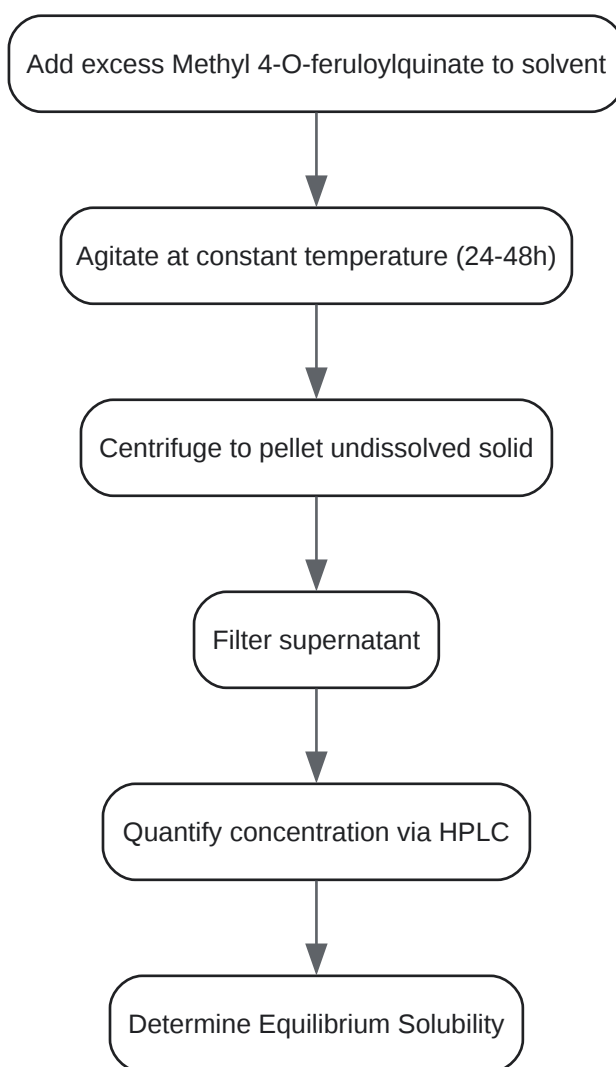 Add excess Methyl 4-O-feruloylquinate to solvent
Agitate at constant temperature (24-48h)
Centrifuge to pellet undissolved solid
Filter supernatant
Quantify concentration via HPLC
Determine Equilibrium Solubility